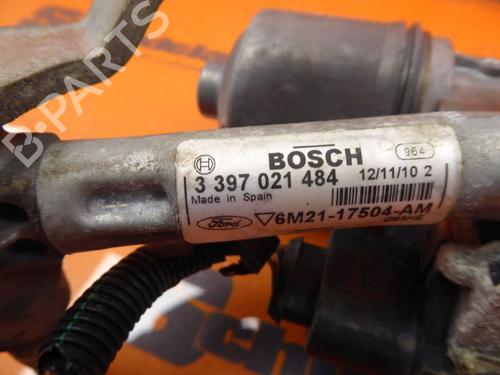 BOSCH
964
3 397 021 484
12/11/10 2
Made in Spain
Ford
6M21-17504-AM
B-PARTS